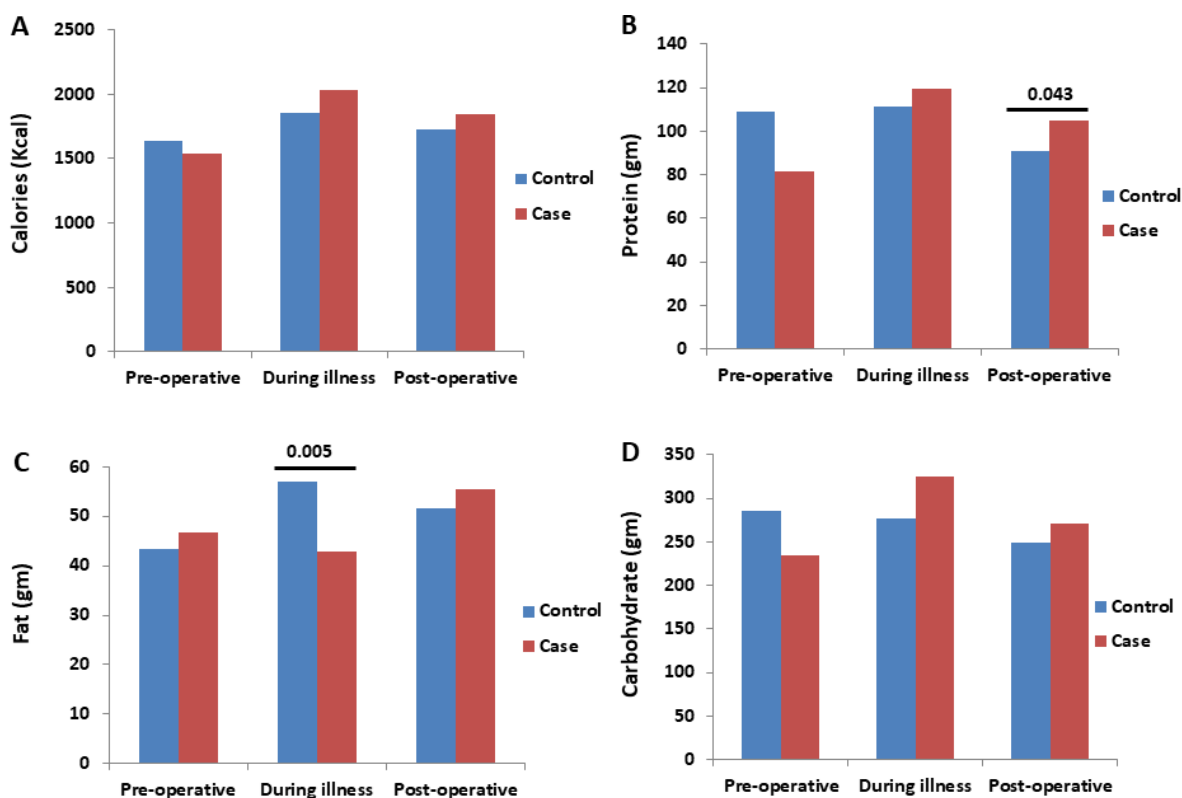 A
Calories (Kcal)
2500
2000
1500
1000
500
0
Pre-operative
During illness
Post-operative
Control
Case
B
Protein (gm)
140
120
100
80
60
40
20
0
0.043
Pre-operative
During illness
Post-operative
Control
Case
C
Fat (gm)
60
50
40
30
20
10
0
0.005
Pre-operative
During illness
Post-operative
Control
Case
D
Carbohydrate (gm)
350
300
250
200
150
100
50
0
Pre-operative
During illness
Post-operative
Control
Case